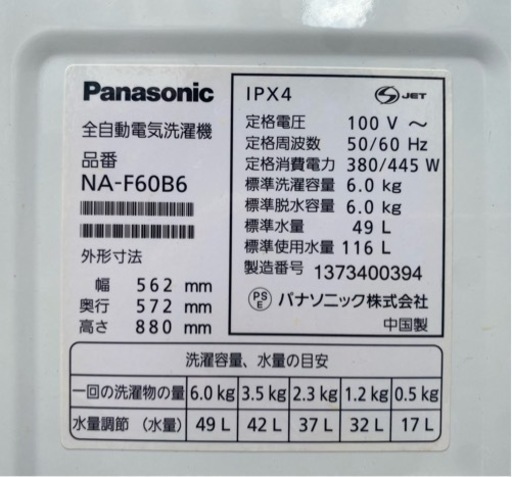 Panasonic
全自動電気洗濯機
品番
NA-F60B6
外形寸法
幅 562 mm
奥行 572 mm
高さ 880 mm
IPX4
S JET
定格電圧 100 V ～
定格周波数 50/60 Hz
定格消費電力 380/445 W
標準洗濯容量 6.0 kg
標準脱水容量 6.0 kg
標準水量 49 L
標準使用水量 116 L
製造番号 1373400394
PSE パナソニック株式会社
中国製
洗濯容量、水量の目安
一回の洗濯物の量 6.0 kg 3.5 kg 2.3 kg 1.2 kg 0.5 kg
水量調節（水量） 49 L 42 L 37 L 32 L 17 L